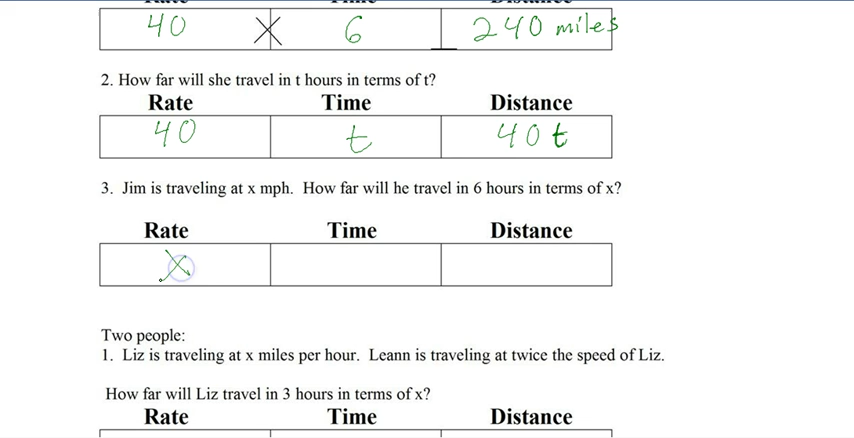 40 × 6 240 miles
2. How far will she travel in t hours in terms of t?
Rate Time Distance
40 t 40t
3. Jim is traveling at x mph. How far will he travel in 6 hours in terms of x?
Rate Time Distance
x
Two people:
1. Liz is traveling at x miles per hour. Leann is traveling at twice the speed of Liz.
How far will Liz travel in 3 hours in terms of x?
Rate Time Distance